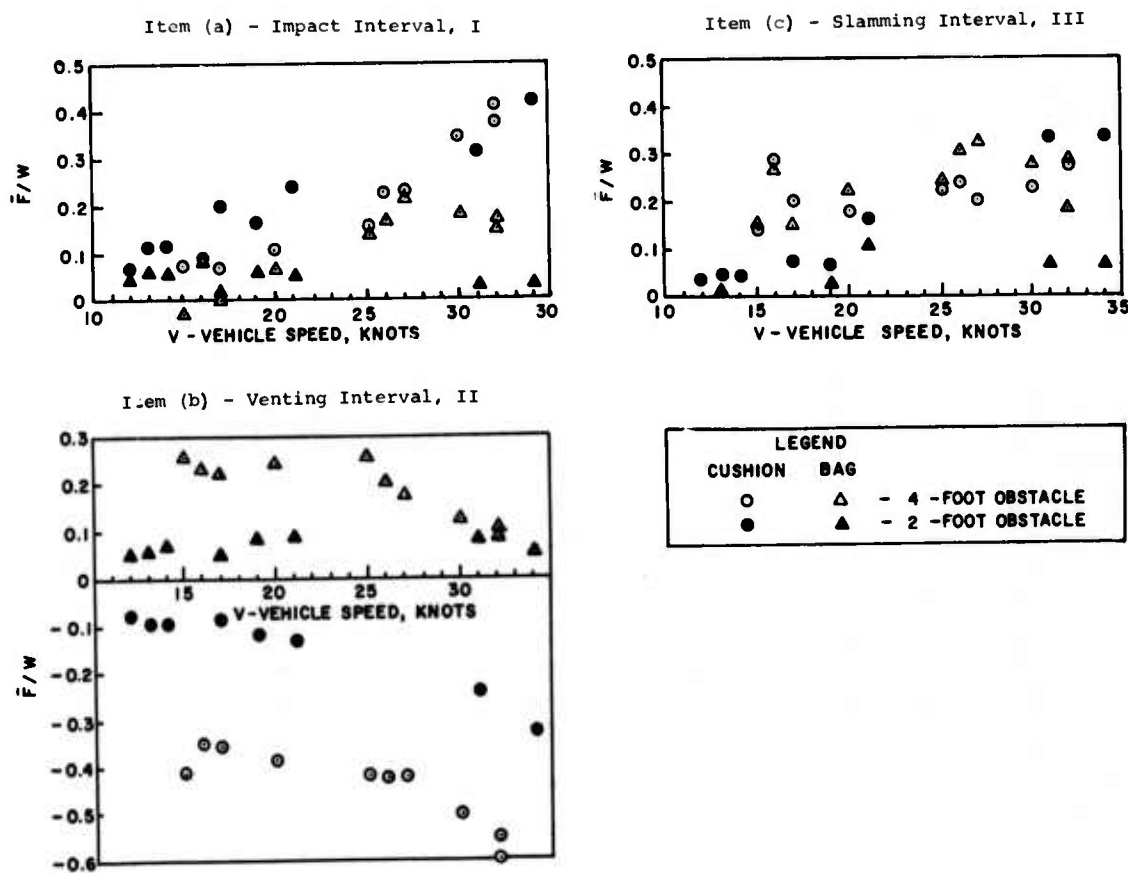 Item (a) - Impact Interval, I
0.5
0.4
0.3
0.2
0.1
0
F̄/W
10 15 20 25 30 30
V-VEHICLE SPEED, KNOTS
Item (c) - Slamming Interval, III
0.5
0.4
0.3
0.2
0.1
0
F̄/W
10 15 20 25 30 35
V-VEHICLE SPEED, KNOTS
Item (b) - Venting Interval, II
0.3
0.2
0.1
0
15 20 25 30
V-VEHICLE SPEED, KNOTS
-0.1
-0.2
-0.3
-0.4
-0.5
-0.6
F̄/W
LEGEND
CUSHION BAG
- 4 -FOOT OBSTACLE
- 2 -FOOT OBSTACLE